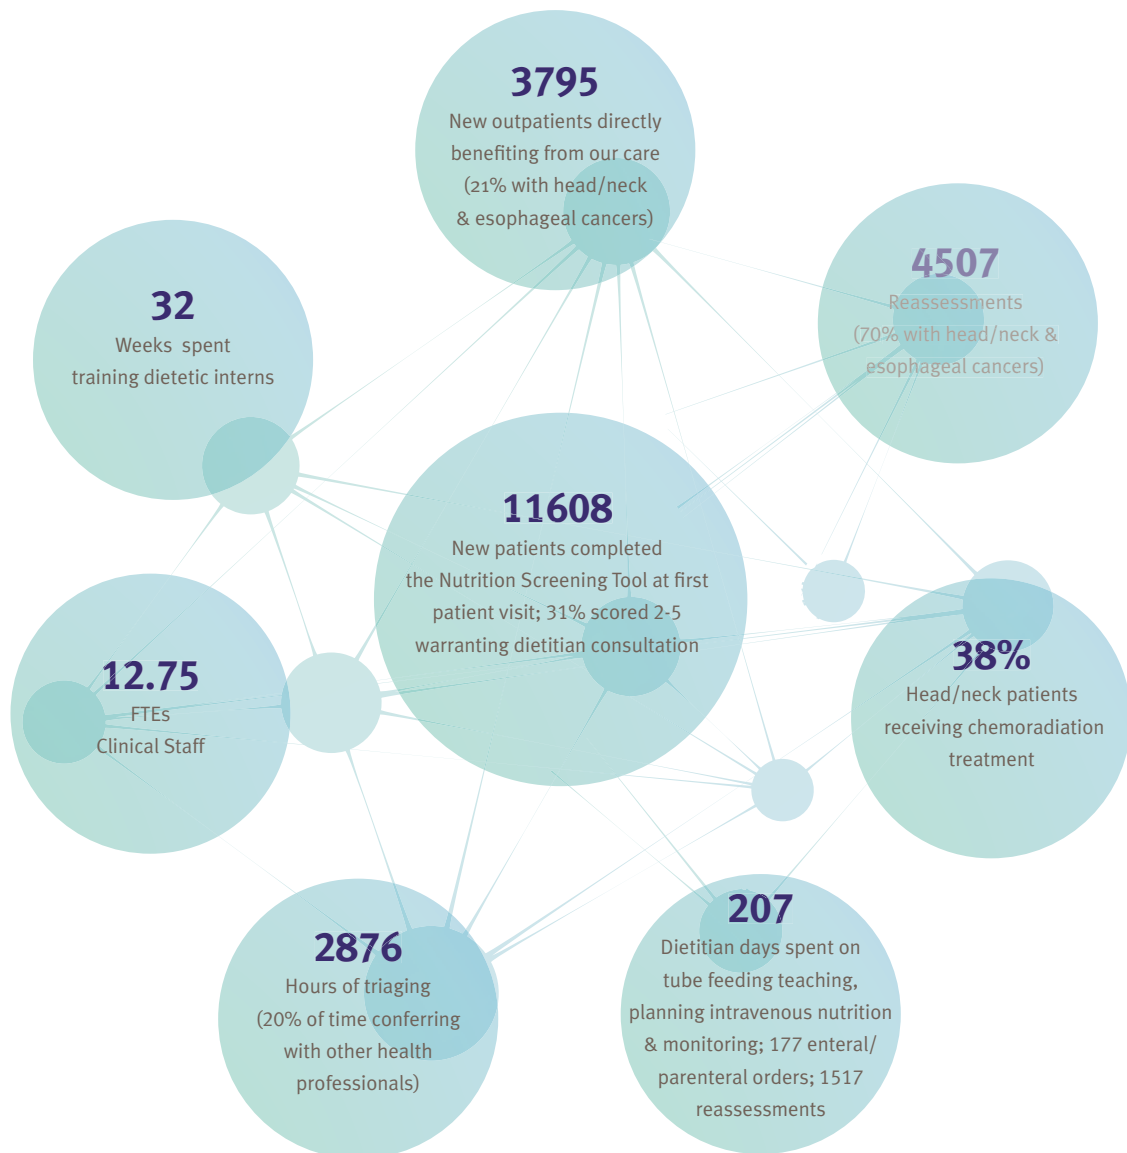 3795
New outpatients directly
benefiting from our care
(21% with head/neck
& esophageal cancers)
4507
Reassessments
(70% with head/neck &
esophageal cancers)
32
Weeks spent
training dietetic interns
11608
New patients completed
the Nutrition Screening Tool at first
patient visit; 31% scored 2-5
warranting dietitian consultation
12.75
FTEs
Clinical Staff
38%
Head/neck patients
receiving chemoradiation
treatment
2876
Hours of triaging
(20% of time conferring
with other health
professionals)
207
Dietitian days spent on
tube feeding teaching,
planning intravenous nutrition
& monitoring; 177 enteral/
parenteral orders; 1517
reassessments